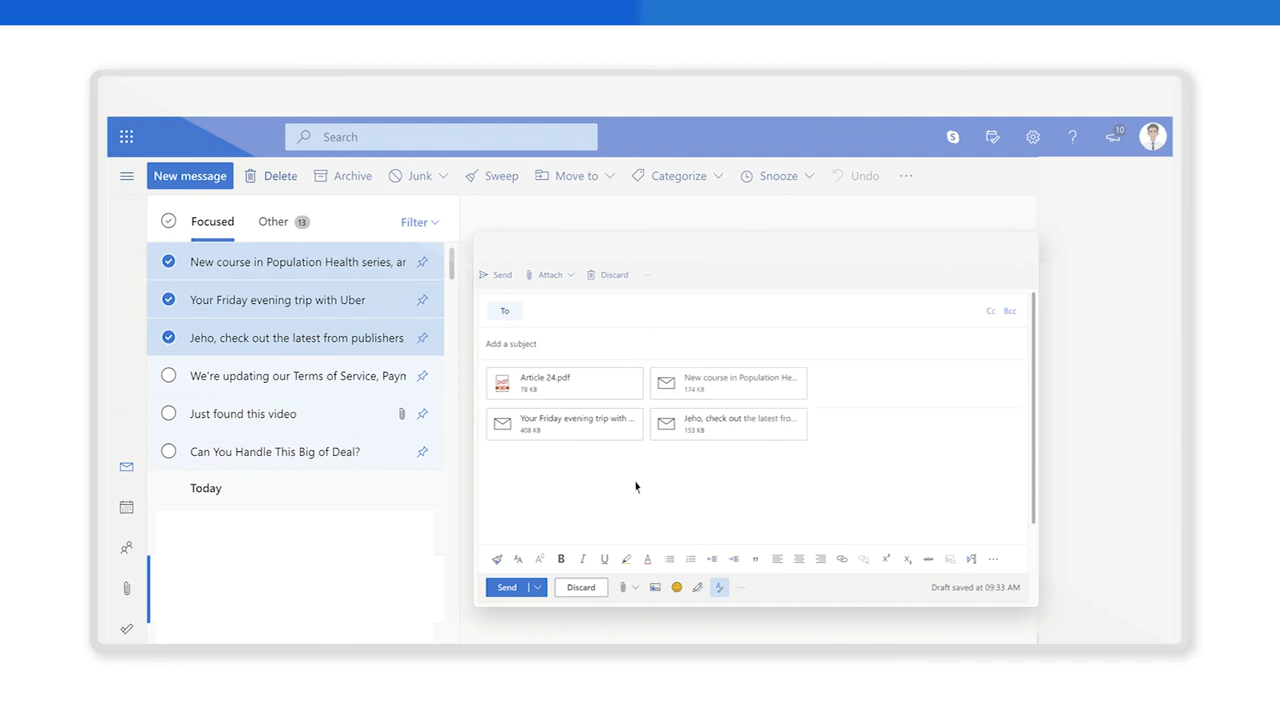 Search
10
New message
Delete
Archive
Junk
Sweep
Move to
Categorize
Snooze
Undo
Focused
Other 13
Filter
New course in Population Health series, ar
Your Friday evening trip with Uber
Jeho, check out the latest from publishers
We're updating our Terms of Service, Paym
Just found this video
Can You Handle This Big of Deal?
Today
Send
Attach
Discard
To
Cc
Bcc
Add a subject
Article 24.pdf
78 KB
New course in Population He...
174 KB
Your Friday evening trip with ...
408 KB
Jeho, check out the latest fro...
153 KB
Send
Discard
Draft saved at 09:33 AM